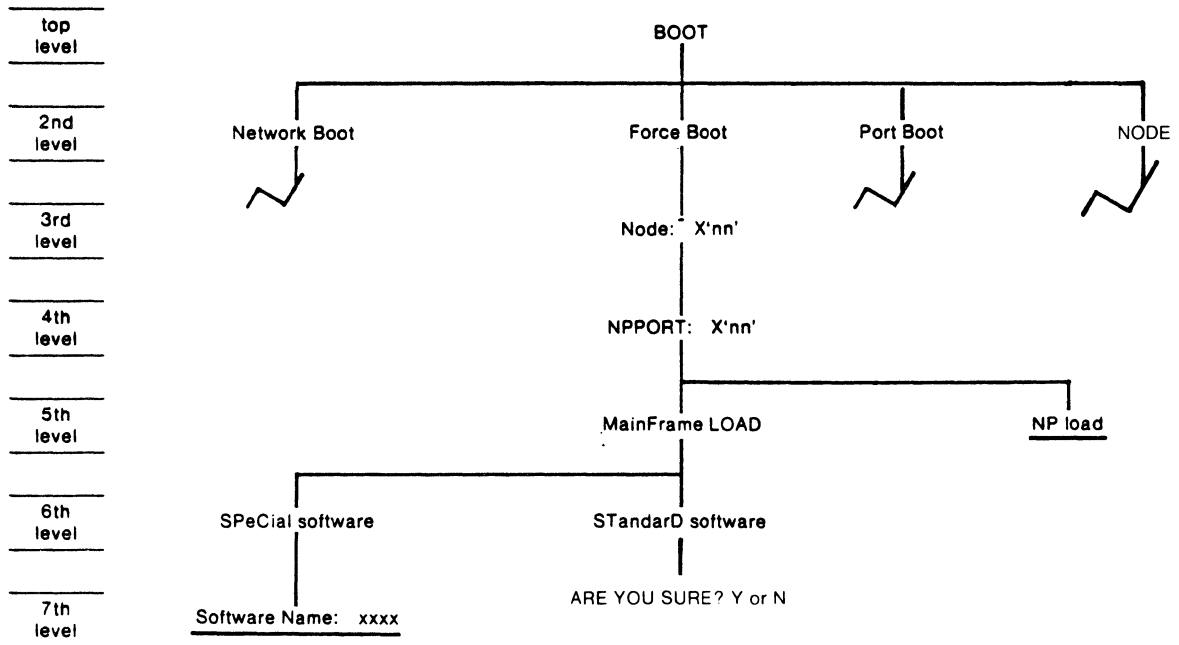 top
level
BOOT
2nd
level
Network Boot
Force Boot
Port Boot
NODE
3rd
level
Node: X'nn'
4th
level
NPPORT: X'nn'
5th
level
MainFrame LOAD
NP load
6th
level
SPeCial software
STandarD software
7th
level
Software Name: xxxx
ARE YOU SURE? Y or N